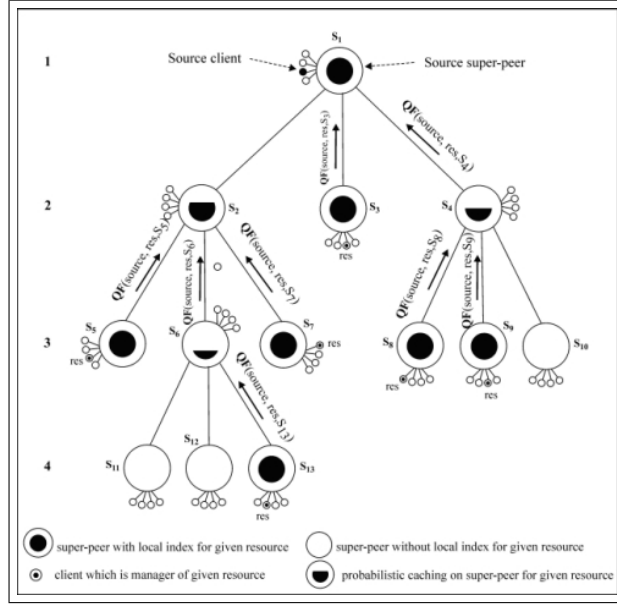 S1
1
Source client
Source super-peer
QF(source, res,S3)
QF(source, res,S4)
2
S2
S3
S4
res
QF(source, res,S5)
QF(source, res,S6)
QF(source, res,S7)
QF(source, res,S8)
QF(source, res,S9)
3
S5
S6
S7
S8
S9
S10
res
res
res
res
QF(source, res,S13)
4
S11
S12
S13
res
super-peer with local index for given resource
super-peer without local index for given resource
client which is manager of given resource
probabilistic caching on super-peer for given resource